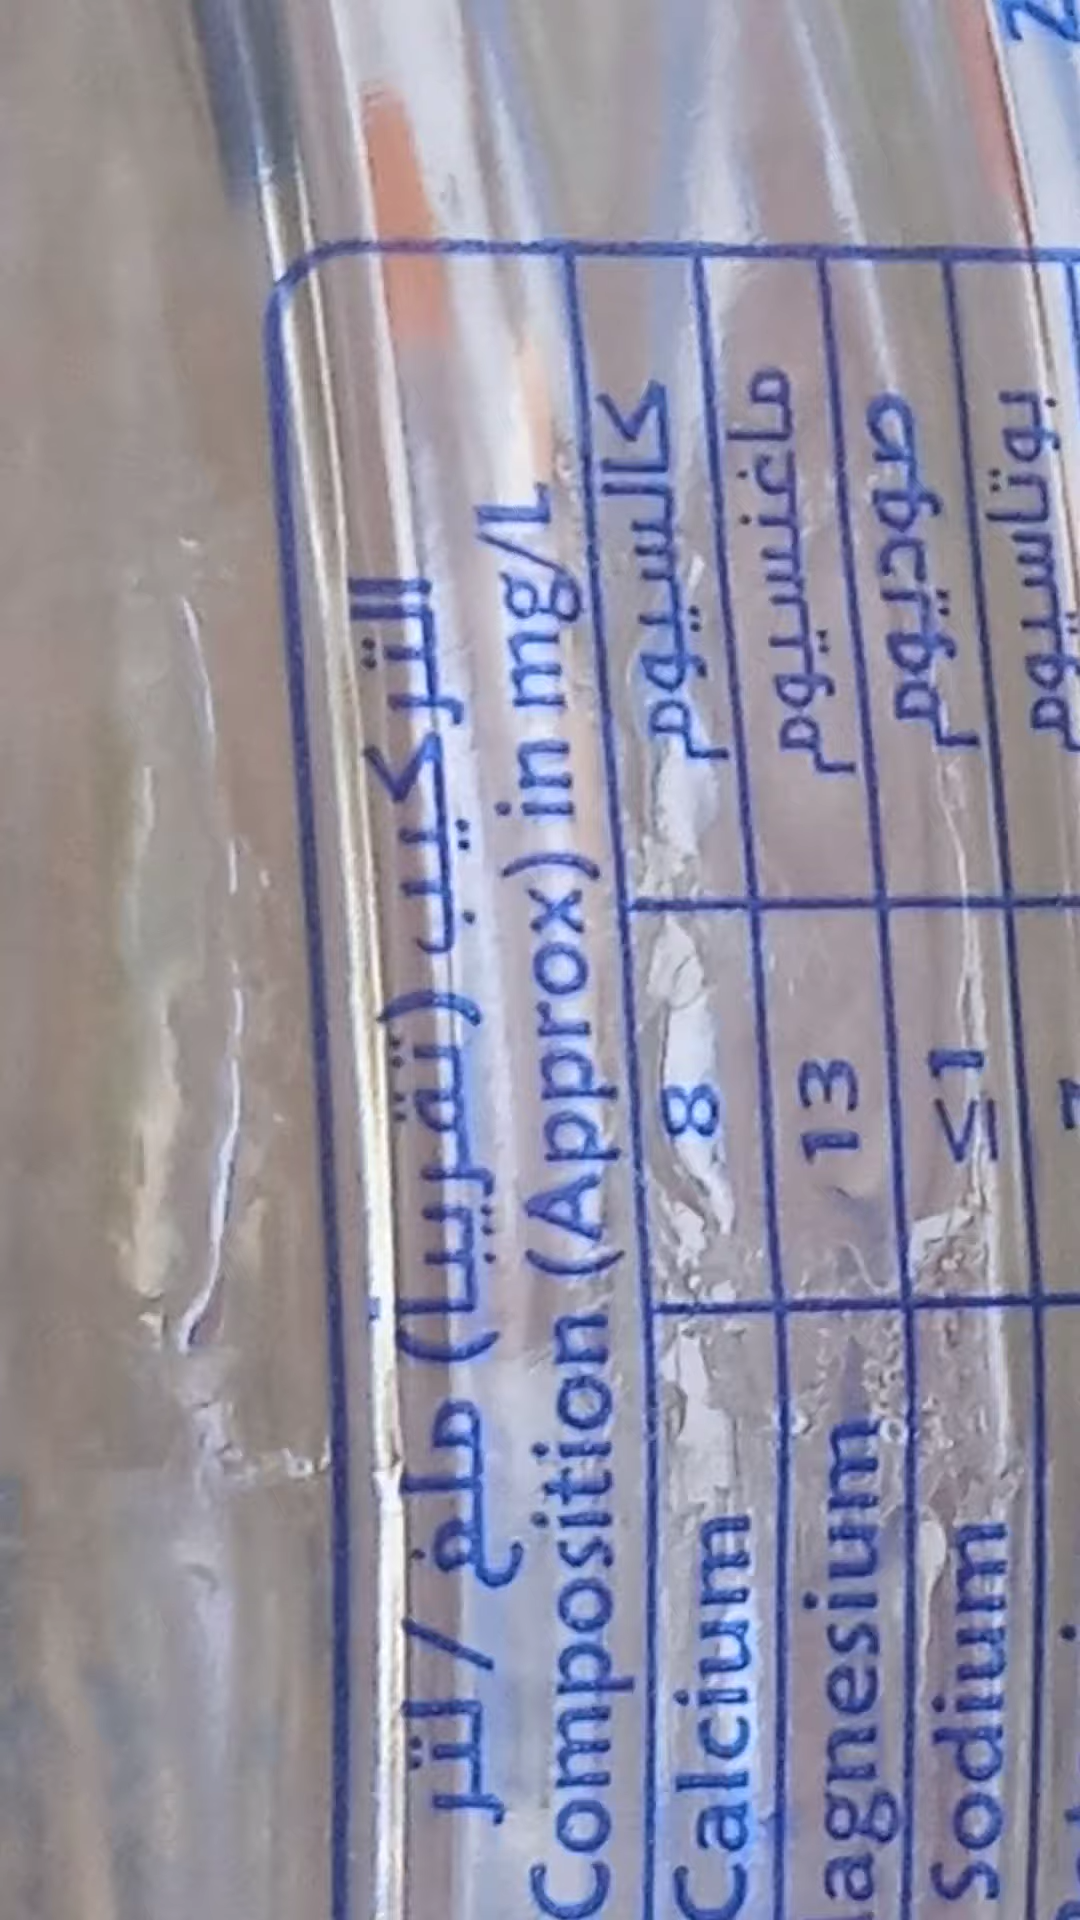 التركيب (تقريبا) ملغ / لتر
Composition (Approx) in mg/L
Calcium 8 كالسيوم
agnesium 13 ماغنسيوم
Sodium ≤1 صوديوم
بوتاسيوم